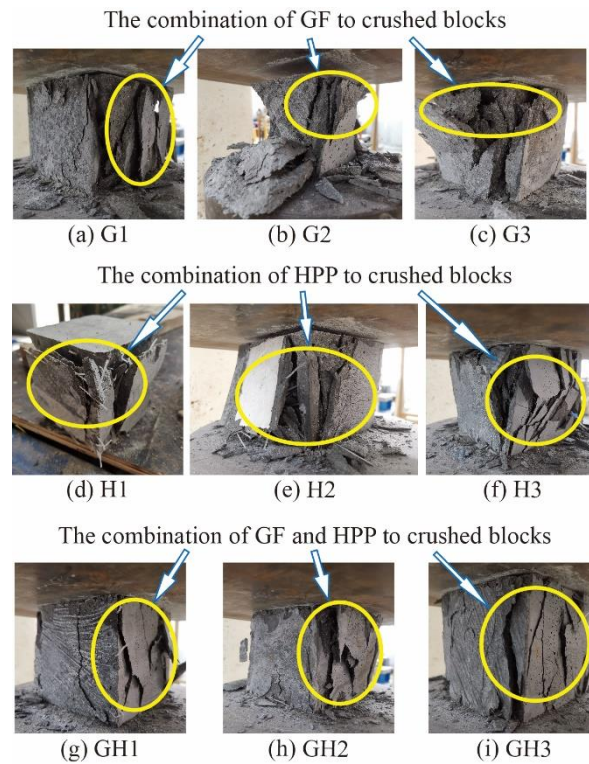 The combination of GF to crushed blocks
(a) G1 (b) G2 (c) G3
The combination of HPP to crushed blocks
(d) H1 (e) H2 (f) H3
The combination of GF and HPP to crushed blocks
(g) GH1 (h) GH2 (i) GH3